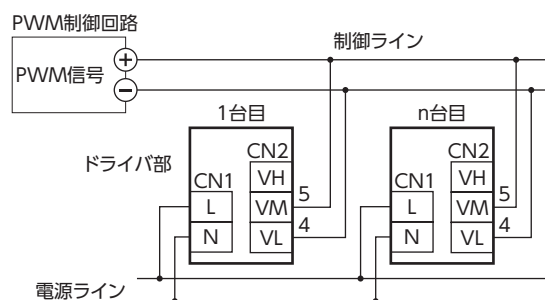 PWM制御回路
PWM信号
+
−
制御ライン
1台目
n台目
ドライバ部
CN1
L
N
CN2
VH
VM
VL
5
4
CN1
L
N
CN2
VH
VM
VL
5
4
電源ライン